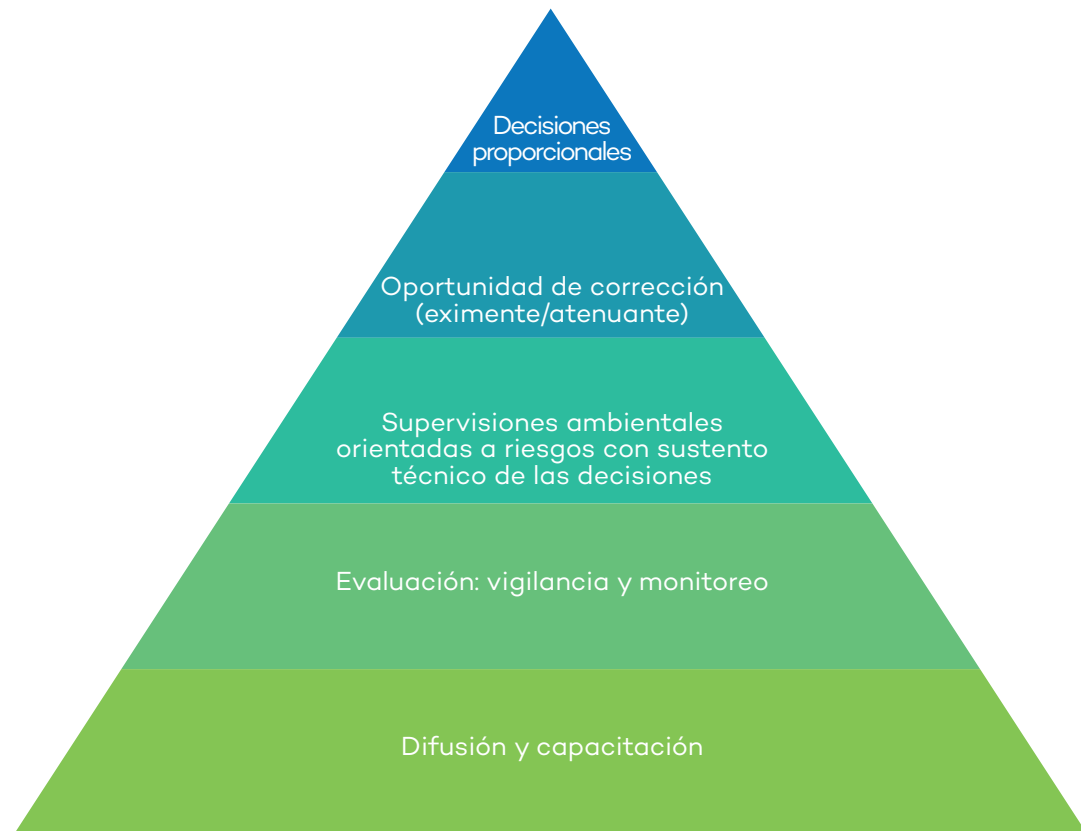 Decisiones
proporcionales
Oportunidad de corrección
(eximente/atenuante)
Supervisiones ambientales
orientadas a riesgos con sustento
técnico de las decisiones
Evaluación: vigilancia y monitoreo
Difusión y capacitación